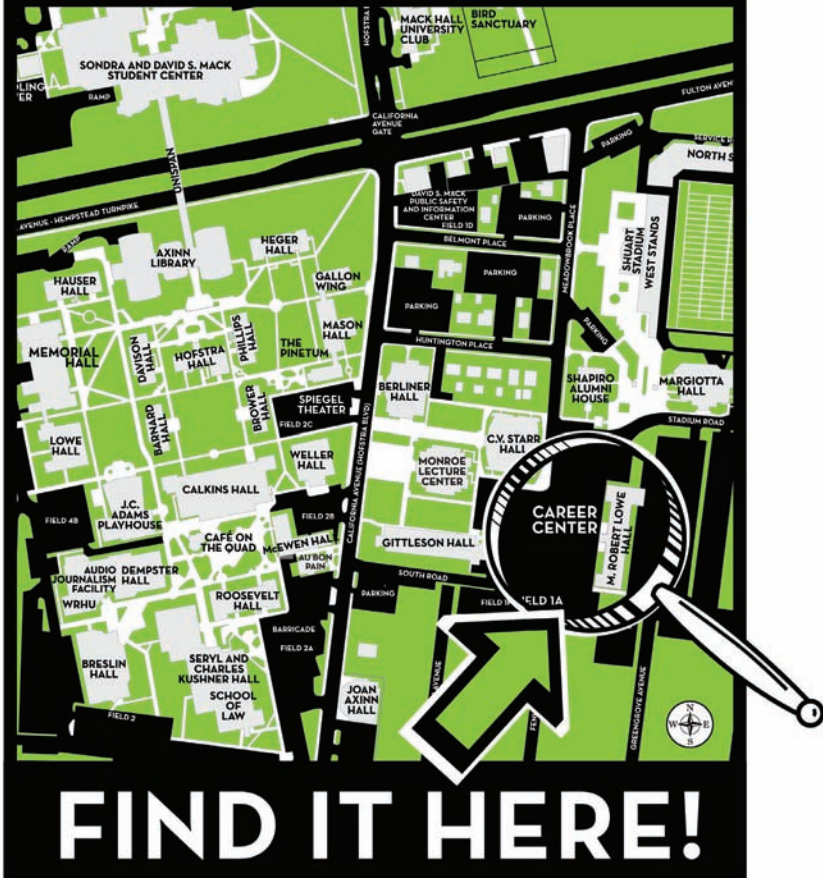 MACK HALL
UNIVERSITY
CLUB
BIRD
SANCTUARY
SONDRA AND DAVID S. MACK
STUDENT CENTER
RAMP
CALIFORNIA
AVENUE
GATE
UNISPAN
PARKING
AVENUE - HEMPSTEAD TURNPIKE
RAMP
AXINN
LIBRARY
HEGER
HALL
DAVID S. MACK
PUBLIC SAFETY
AND INFORMATION
CENTER
FIELD 1D
PARKING
BELMONT PLACE
MEADOWBROOK PLACE
SHUART
STADIUM
WEST STANDS
HAUSER
HALL
GALLON
WING
PARKING
PARKING
PARKING
MEMORIAL
HALL
DAVISON
HALL
HOFSTRA
HALL
PHILLIPS
HALL
THE
PINETUM
MASON
HALL
HUNTINGTON PLACE
BERLINER
HALL
SHAPIRO
ALUMNI
HOUSE
MARGIOTTA
HALL
STADIUM ROAD
LOWE
HALL
BARNARD
HALL
BROWER
HALL
SPIEGEL
THEATER
FIELD 2C
WELLER
HALL
CALIFORNIA AVENUE (HOFSTRA BLVD)
MONROE
LECTURE
CENTER
C.V. STARR
HALL
CALKINS HALL
J.C.
ADAMS
PLAYHOUSE
FIELD 4B
FIELD 2B
CAFÉ ON
THE QUAD
McEWEN HALL
AU BON
PAIN
GITTLESON HALL
CAREER
CENTER
M. ROBERT LOWE
HALL
AUDIO
JOURNALISM
FACILITY
WRHU
DEMPSTER
HALL
ROOSEVELT
HALL
SOUTH ROAD
PARKING
BARRICADE
FIELD 2A
BRESLIN
HALL
SERYL AND
CHARLES
KUSHNER HALL
SCHOOL
OF
LAW
FIELD 2
JOAN
AXINN
HALL
AVENUE
GREENGROVE AVENUE
N
W E
S
FIND IT HERE!